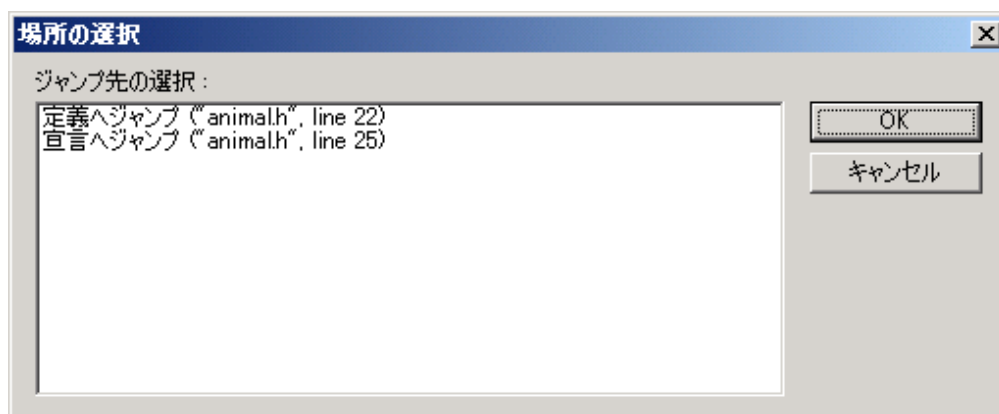 場所の選択
ジャンプ先の選択:
定義へジャンプ ("animal.h", line 22)
宣言へジャンプ ("animal.h", line 25)
OK
キャンセル